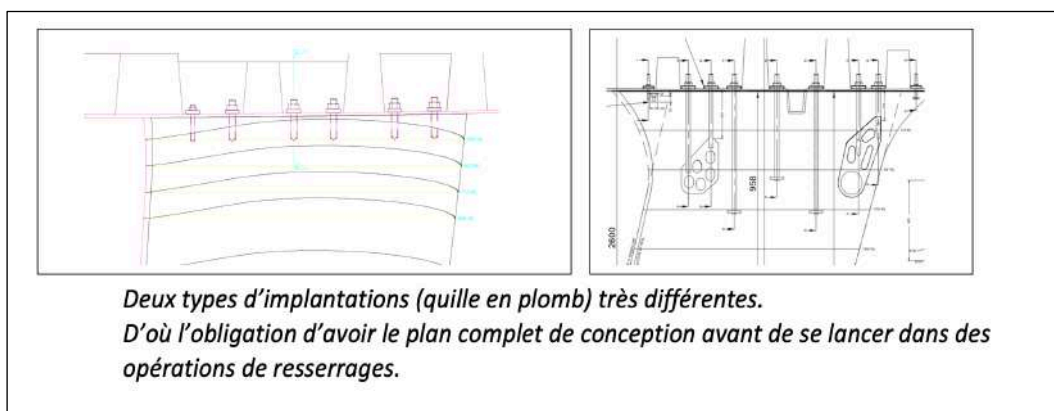 2600
958
Deux types d’implantations (quille en plomb) très différentes.
D’où l’obligation d’avoir le plan complet de conception avant de se lancer dans des
opérations de resserrages.